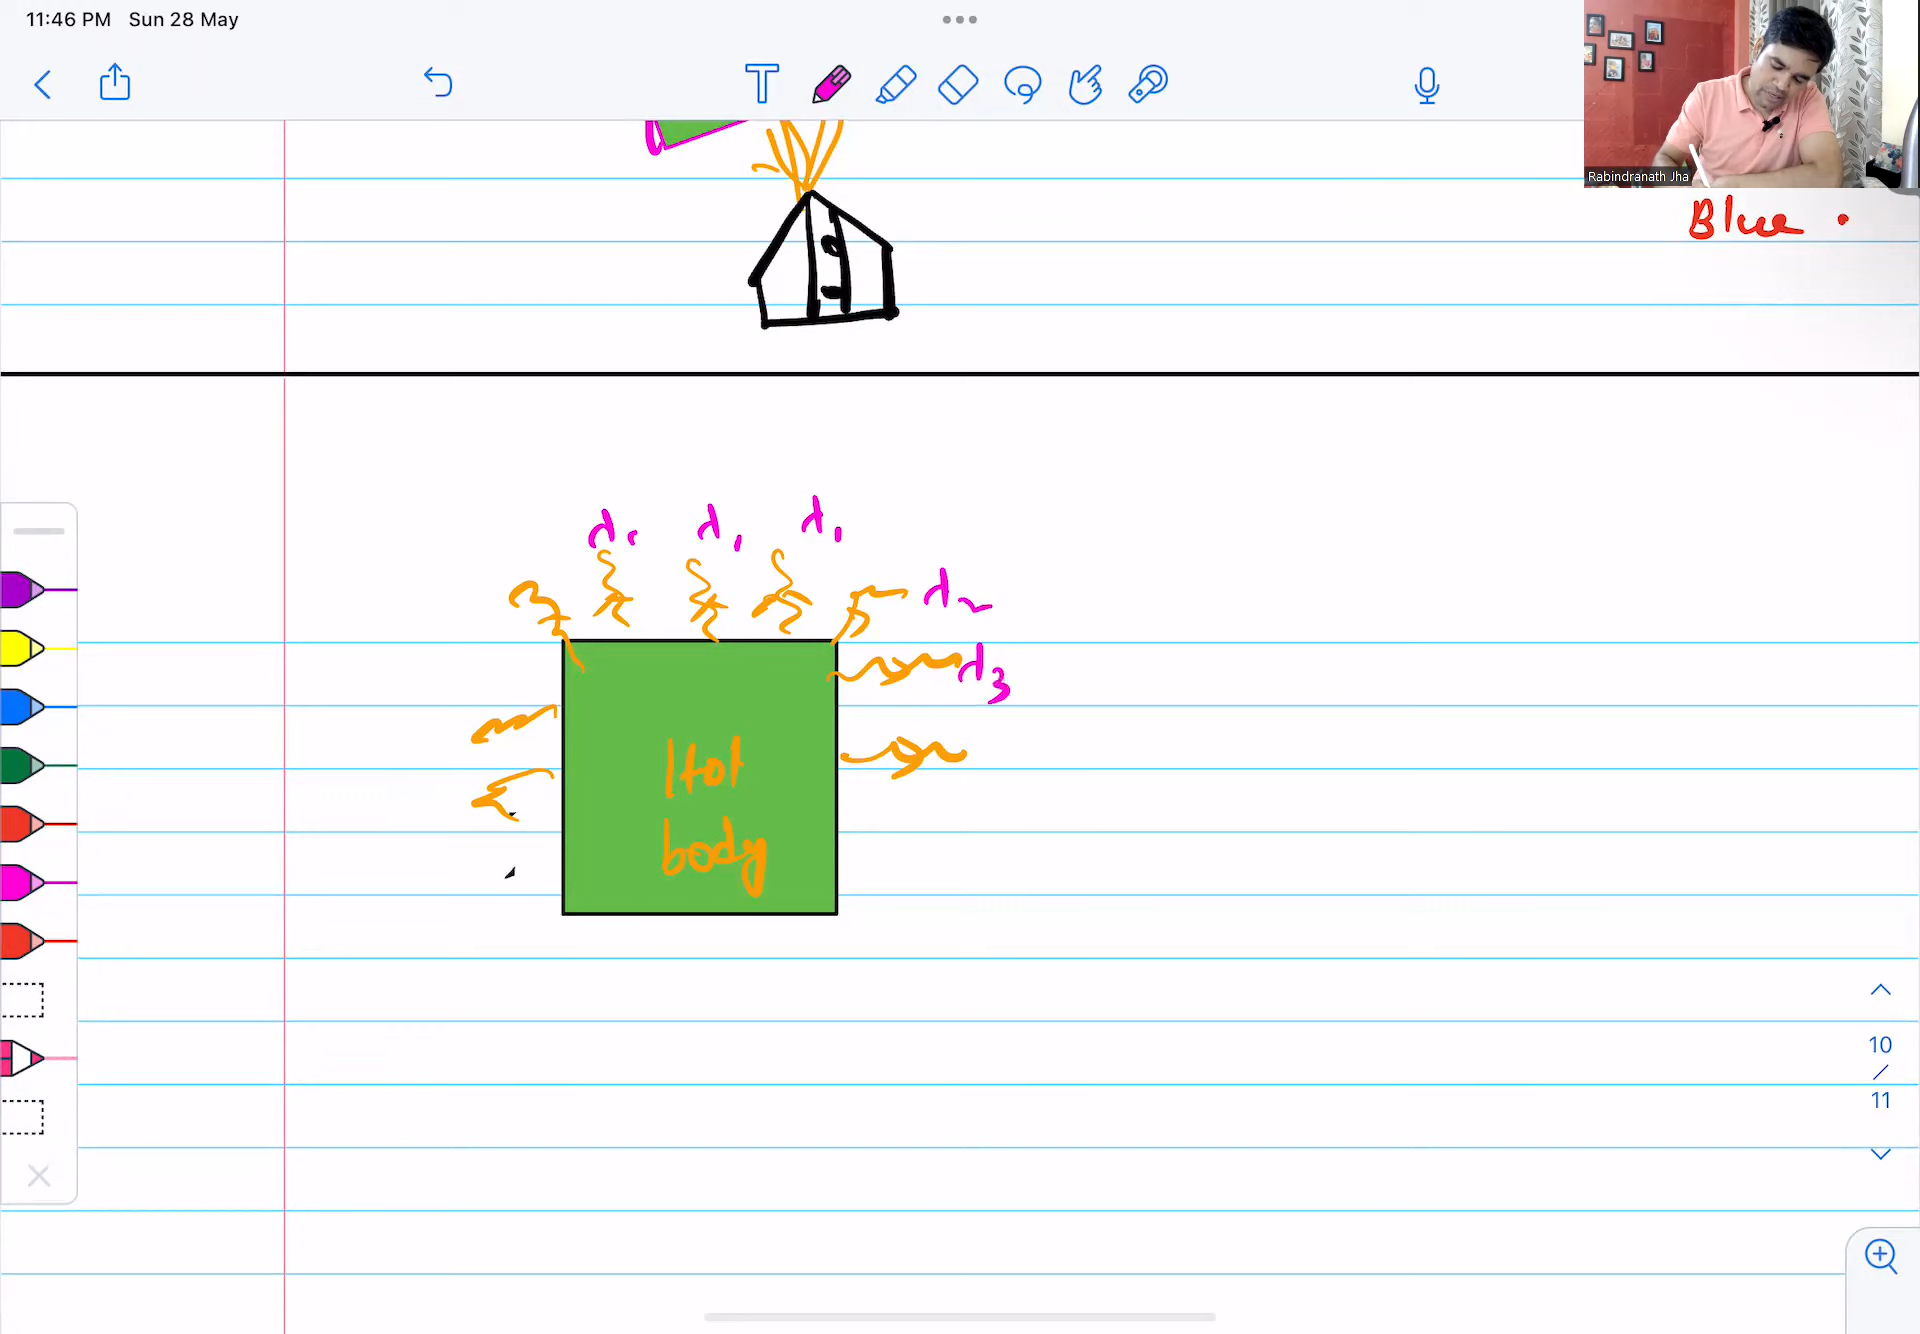 11:46 PM Sun 28 May
T
Rabindranath Jha
Blue
λ1 λ1 λ1
λ2
λ3
Hot
body
10
/
11